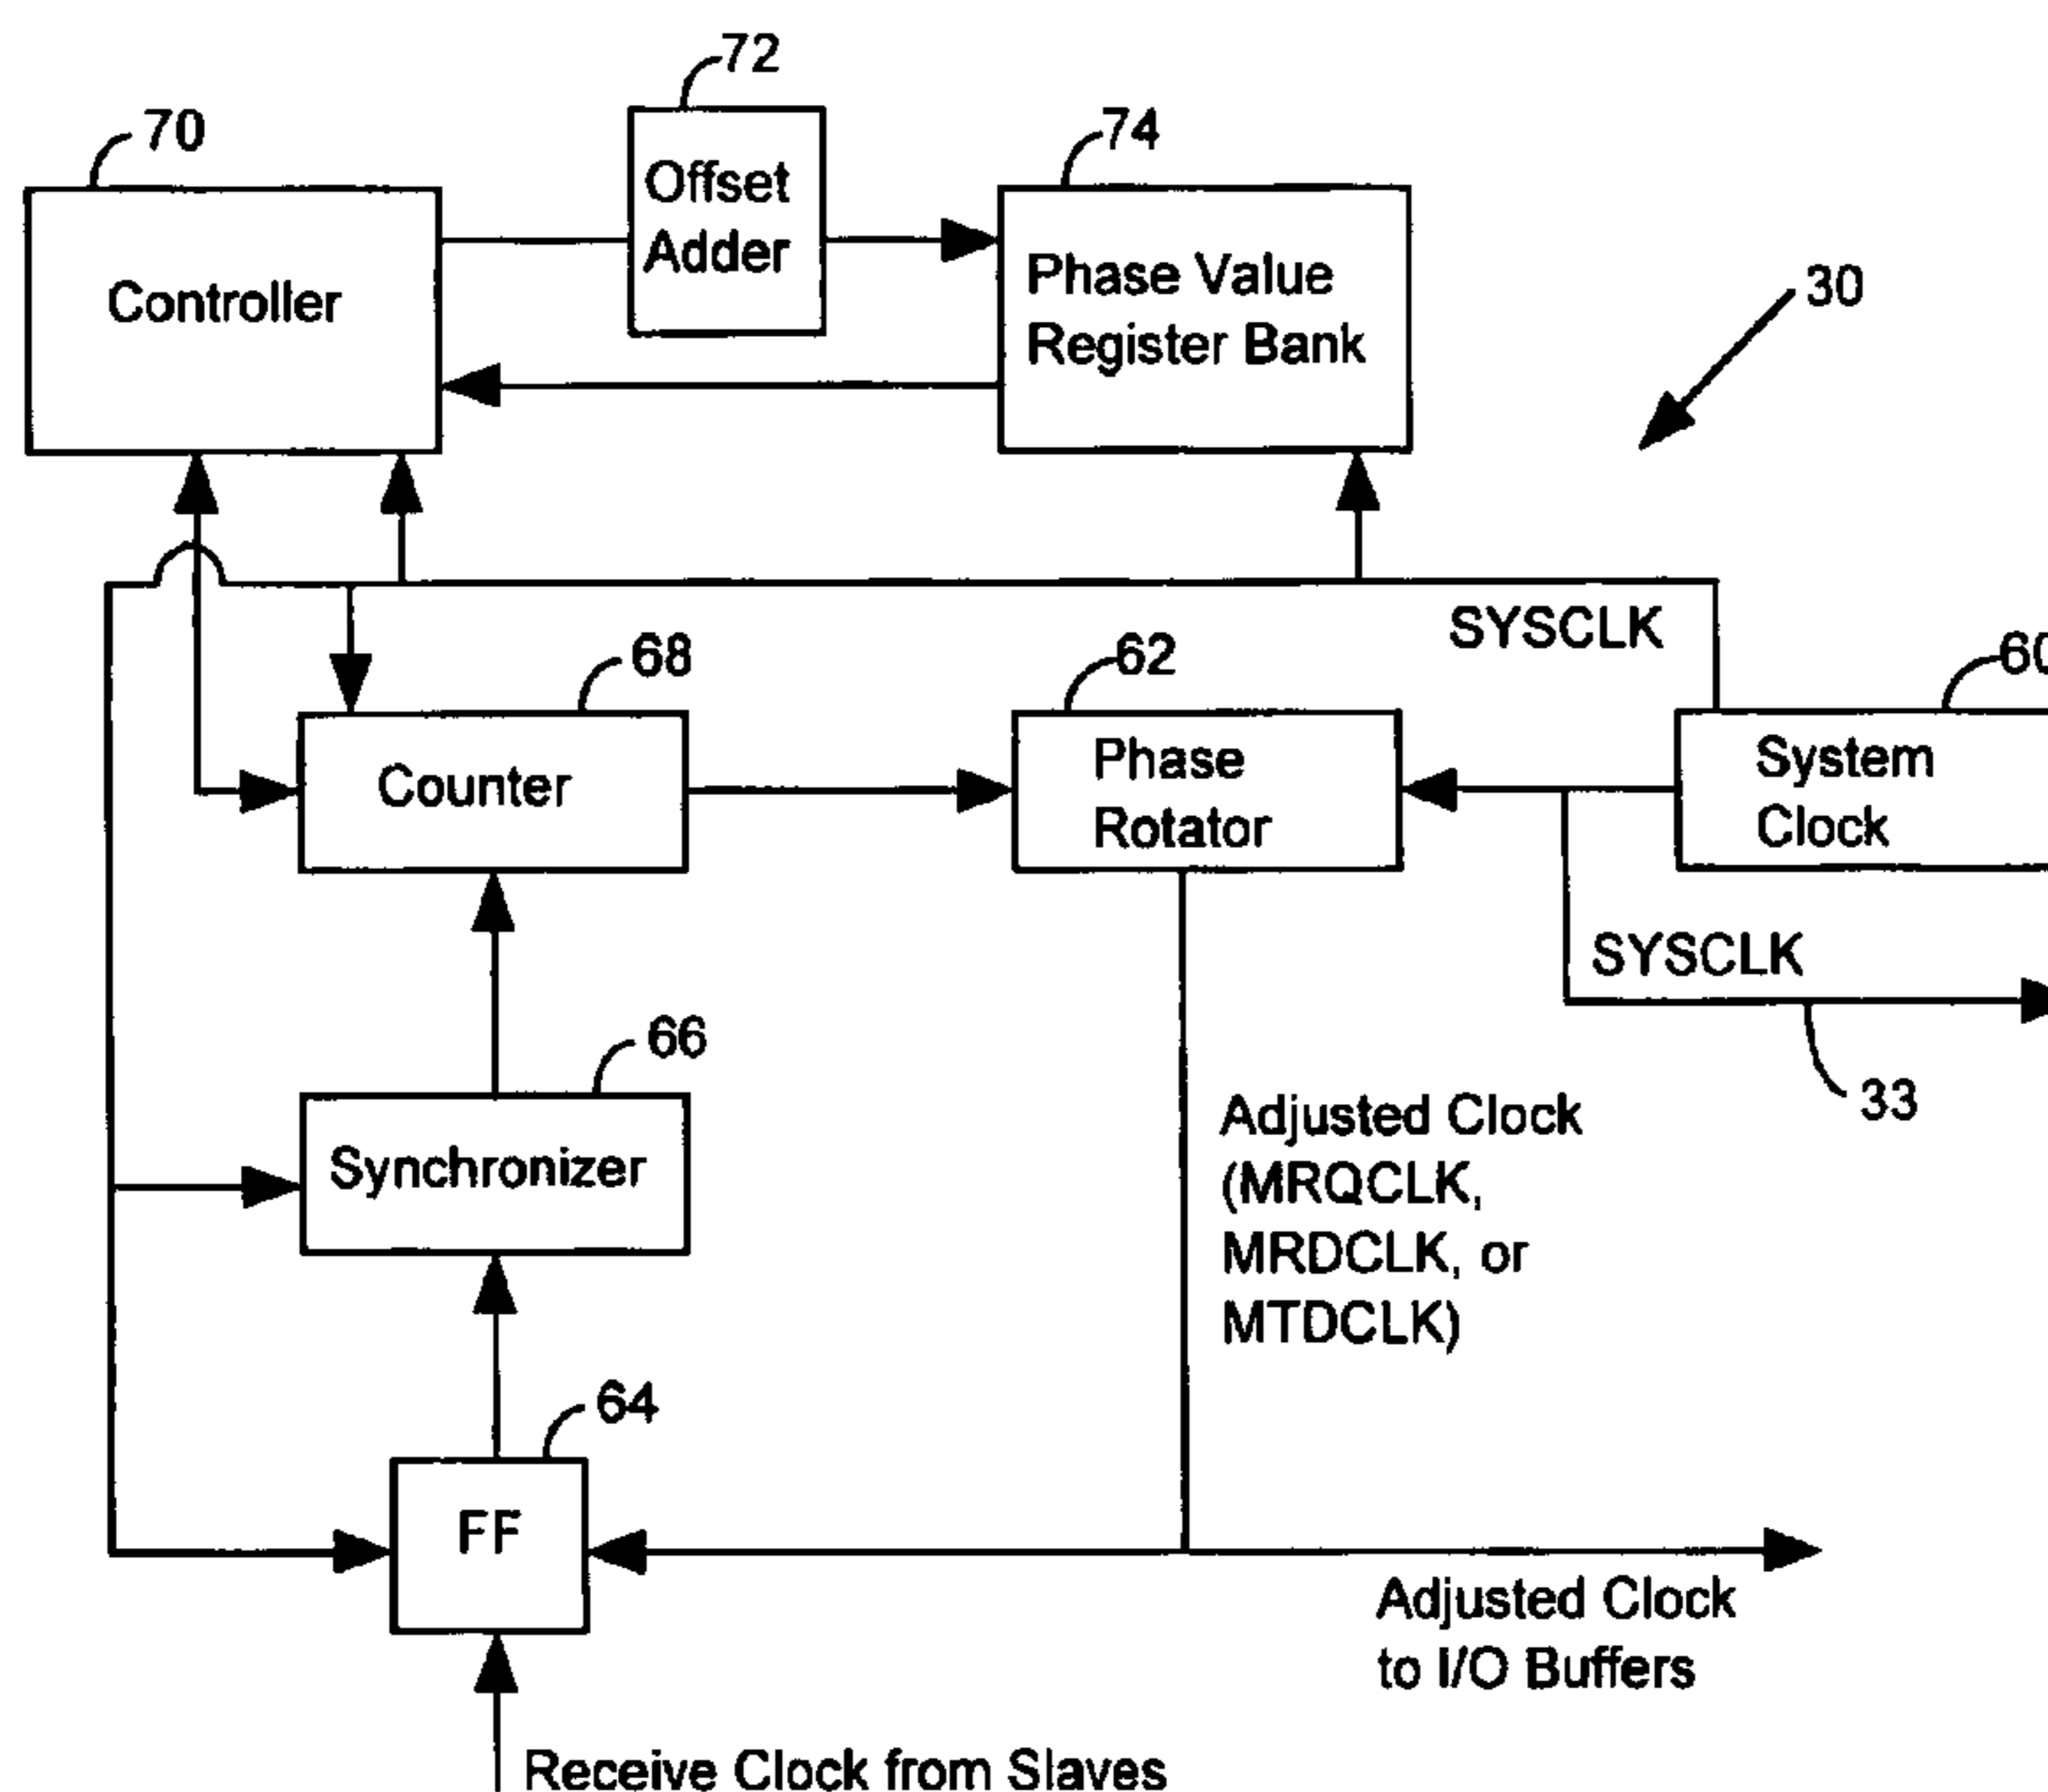 72
70
74
Offset
Adder
Controller
Phase Value
Register Bank
30
SYSCLK
68
62
60
Counter
Phase
Rotator
System
Clock
SYSCLK
33
66
Synchronizer
Adjusted Clock
(MRQCLK,
MRDCLK, or
MTDCLK)
64
FF
Adjusted Clock
to I/O Buffers
Receive Clock from Slaves